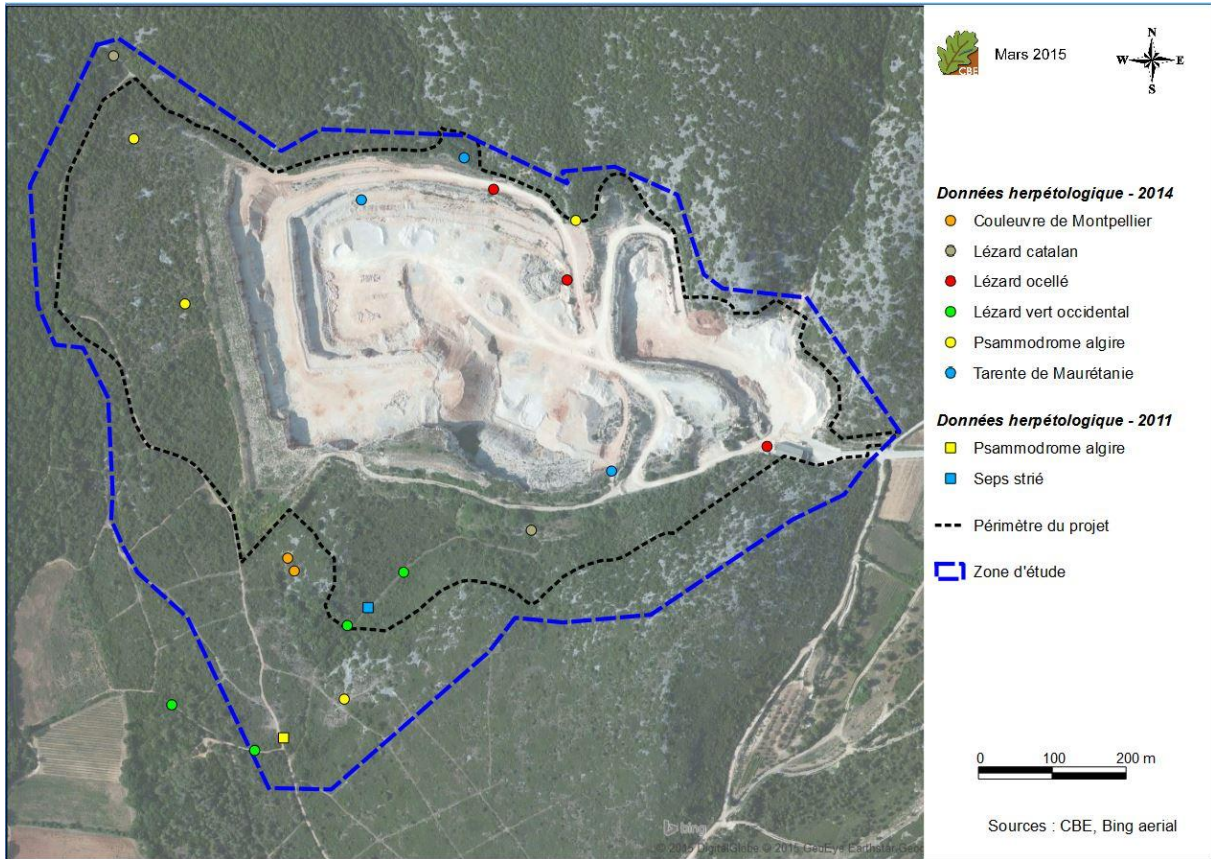 CBE
Mars 2015
N
W E
S
Données herpétologique - 2014
Couleuvre de Montpellier
Lézard catalan
Lézard ocellé
Lézard vert occidental
Psammodrome algire
Tarente de Maurétanie
Données herpétologique - 2011
Psammodrome algire
Seps strié
Périmètre du projet
Zone d'étude
0 100 200 m
Sources : CBE, Bing aerial
bing
© 2015 DigitalGlobe © 2015 GeoEye Earthstar Geog